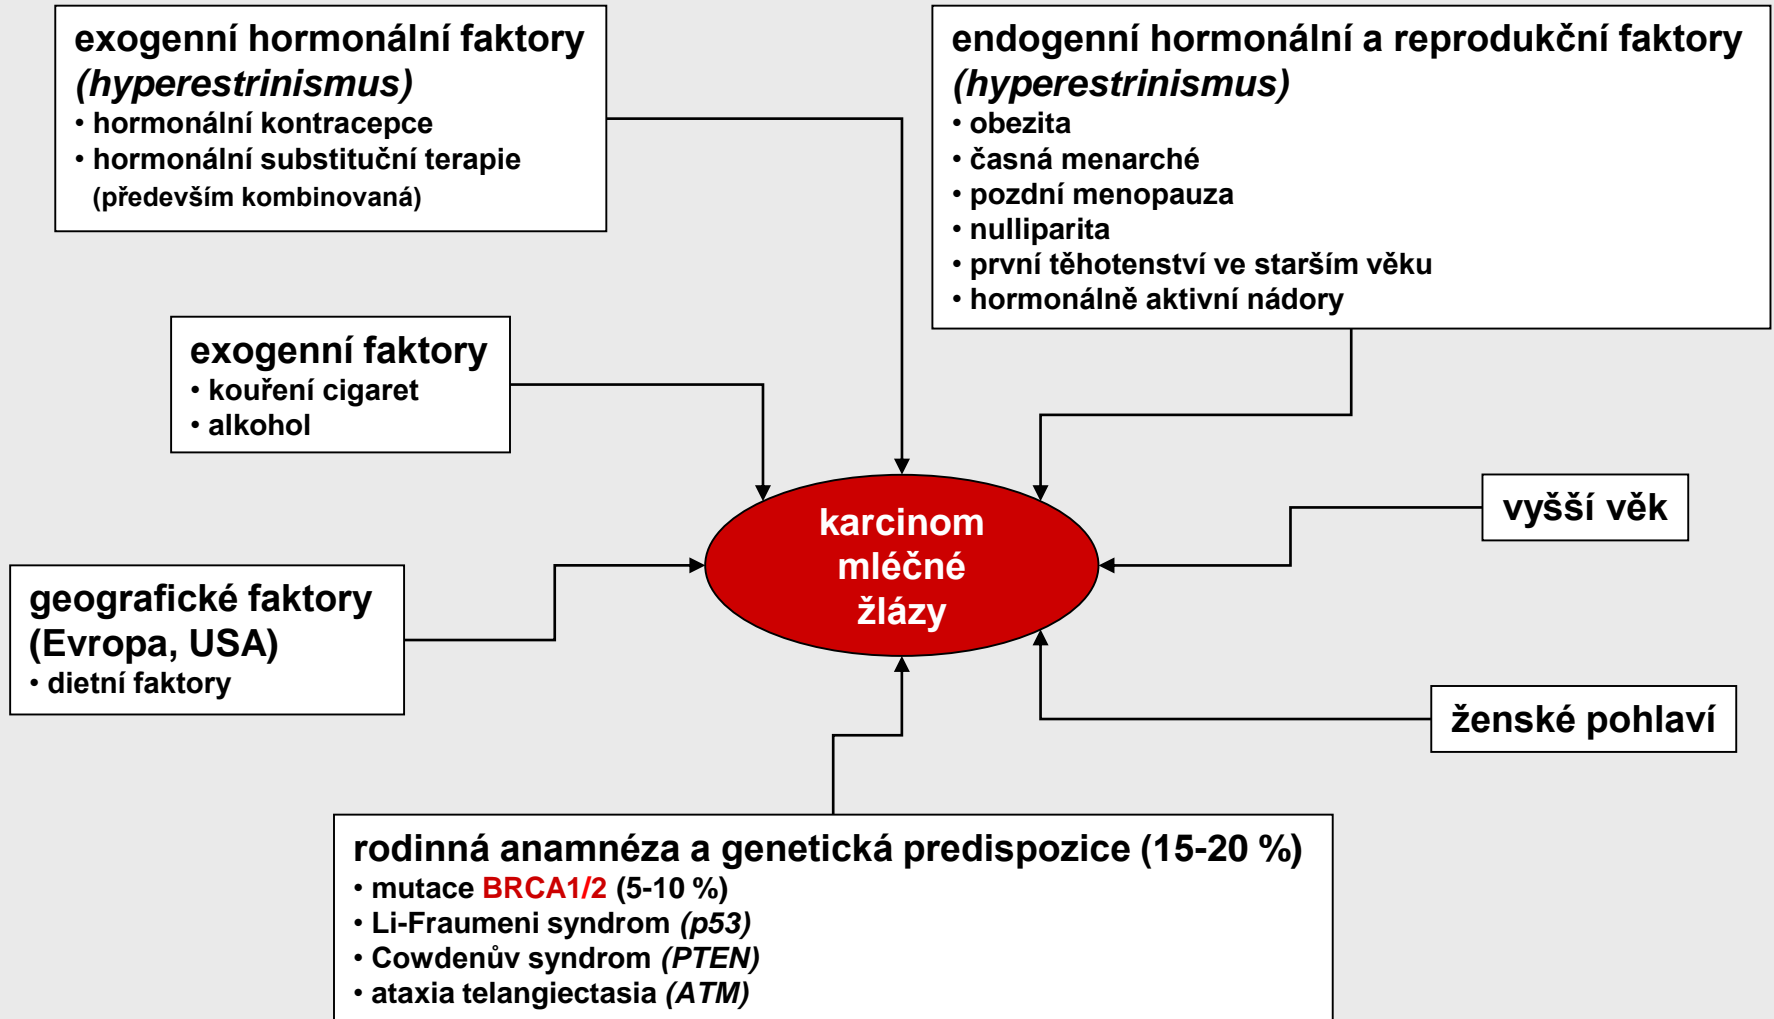 exogenní hormonální faktory
(hyperestrinismus)
• hormonální kontracepce
• hormonální substituční terapie
(především kombinovaná)
endogenní hormonální a reprodukční faktory
(hyperestrinismus)
• obezita
• časná menarché
• pozdní menopauza
• nulliparita
• první těhotenství ve starším věku
• hormonálně aktivní nádory
exogenní faktory
• kouření cigaret
• alkohol
karcinom
mléčné
žlázy
vyšší věk
geografické faktory
(Evropa, USA)
• dietní faktory
ženské pohlaví
rodinná anamnéza a genetická predispozice (15-20 %)
• mutace BRCA1/2 (5-10 %)
• Li-Fraumeni syndrom (p53)
• Cowdenův syndrom (PTEN)
• ataxia telangiectasia (ATM)